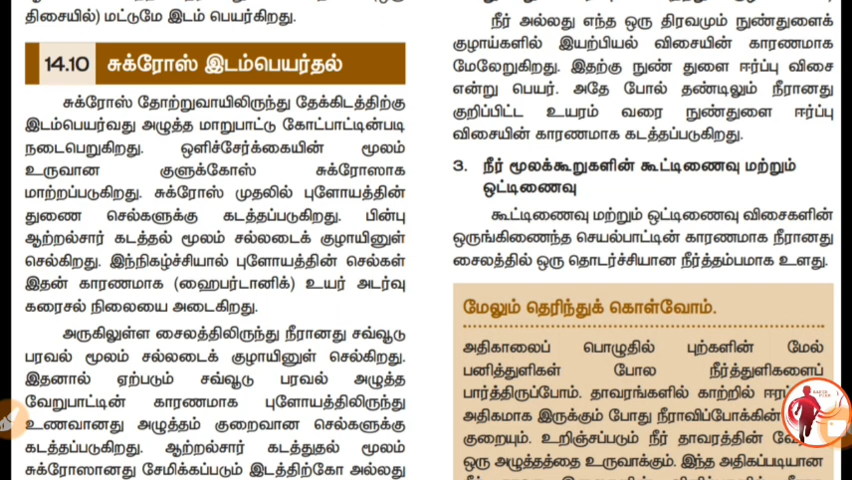 திசையில்) மட்டுமே இடம் பெயர்கிறது.
14.10 சுக்ரோஸ் இடம்பெயர்தல்
சுக்ரோஸ் தோற்றுவாயிலிருந்து தேக்கிடத்திற்கு
இடம்பெயர்வது அழுத்த மாறுபாட்டு கோட்பாட்டின்படி
நடைபெறுகிறது. ஒளிச்சேர்க்கையின் மூலம்
உருவான குளுக்கோஸ் சுக்ரோஸாக
மாற்றப்படுகிறது. சுக்ரோஸ் முதலில் புளோயத்தின்
துணை செல்களுக்கு கடத்தப்படுகிறது. பின்பு
ஆற்றல்சார் கடத்தல் மூலம் சல்லடைக் குழாயினுள்
செல்கிறது. இந்நிகழ்ச்சியால் புளோயத்தின் செல்கள்
இதன் காரணமாக (ஹைபர்டானிக்) உயர் அடர்வு
கரைசல் நிலையை அடைகிறது.
அருகிலுள்ள சைலத்திலிருந்து நீரானது சவ்வூடு
பரவல் மூலம் சல்லடைக் குழாயினுள் செல்கிறது.
இதனால் ஏற்படும் சவ்வூடு பரவல் அழுத்த
வேறுபாட்டின் காரணமாக புளோயத்திலிருந்து
உணவானது அழுத்தம் குறைவான செல்களுக்கு
கடத்தப்படுகிறது. ஆற்றல்சார் கடத்துதல் மூலம்
சுக்ரோஸானது சேமிக்கப்படும் இடத்திற்கோ அல்லது
நீர் அல்லது எந்த ஒரு திரவமும் நுண்துளைக்
குழாய்களில் இயற்பியல் விசையின் காரணமாக
மேலேறுகிறது. இதற்கு நுண் துளை ஈர்ப்பு விசை
என்று பெயர். அதே போல் தண்டிலும் நீரானது
குறிப்பிட்ட உயரம் வரை நுண்துளை ஈர்ப்பு
விசையின் காரணமாக கடத்தப்படுகிறது.
3. நீர் மூலக்கூறுகளின் கூட்டிணைவு மற்றும்
ஒட்டிணைவு
கூட்டிணைவு மற்றும் ஒட்டிணைவு விசைகளின்
ஒருங்கிணைந்த செயல்பாட்டின் காரணமாக நீரானது
சைலத்தில் ஒரு தொடர்ச்சியான நீர்த்தம்பமாக உளது.
மேலும் தெரிந்துக் கொள்வோம்.
அதிகாலைப் பொழுதில் புற்களின் மேல்
பனித்துளிகள் போல நீர்த்துளிகளைப்
பார்த்திருப்போம். தாவரங்களில் காற்றில்
அதிகமாக இருக்கும் போது நீராவிப்போக்கின்
குறையும். உறிஞ்சப்படும் நீர் தாவரத்தின்
ஒரு அழுத்தத்தை உருவாக்கும். இந்த அதிகப்படியான